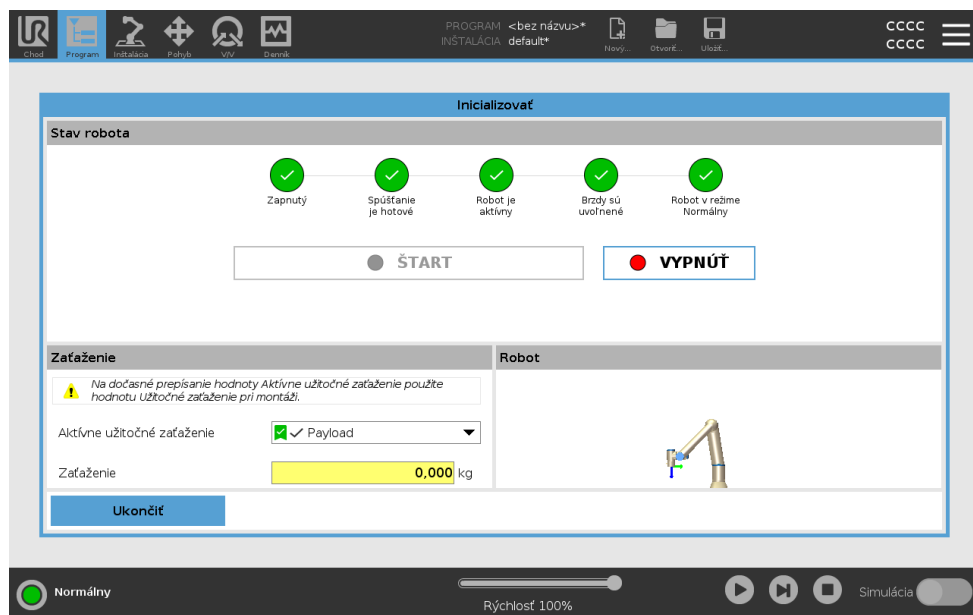 PROGRAM <bez názvu>*
INŠTALÁCIA default*
Chod
Program
Inštalácia
Pohyb
V/V
Denník
Nový...
Otvoriť...
Uložiť...
CCCC
CCCC
Inicializovať
Stav robota
Zapnutý
Spúšťanie
je hotové
Robot je
aktívny
Brzdy sú
uvoľnené
Robot v režime
Normálny
ŠTART
VYPNÚŤ
Zaťaženie
Robot
Na dočasné prepísanie hodnoty Aktívne užitočné zaťaženie použite
hodnotu Užitočné zaťaženie pri montáži.
Aktívne užitočné zaťaženie
Payload
Zaťaženie
0,000 kg
Ukončiť
Normálny
Rýchlosť 100%
Simulácia